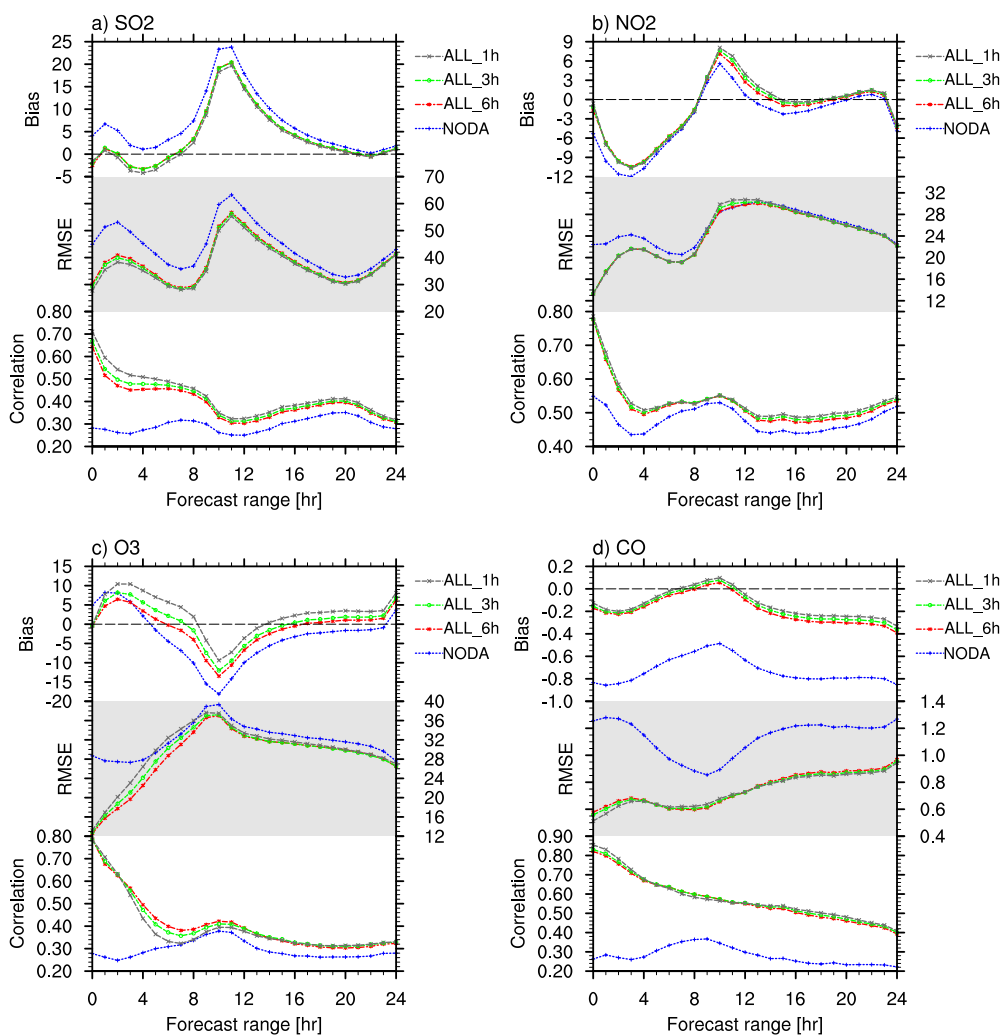 a) SO2
25
20
15
10
5
0
-5
Bias
ALL_1h
ALL_3h
ALL_6h
NODA
70
60
50
40
30
20
RMSE
0.80
0.60
0.50
0.40
0.30
0.20
Correlation
0 4 8 12 16 20 24
Forecast range [hr]
b) NO2
9
6
3
0
-3
-6
-9
-12
Bias
ALL_1h
ALL_3h
ALL_6h
NODA
32
28
24
20
16
12
RMSE
0.80
0.70
0.60
0.50
0.40
Correlation
0 4 8 12 16 20 24
Forecast range [hr]
c) O3
15
10
5
0
-5
-10
-15
-20
Bias
ALL_1h
ALL_3h
ALL_6h
NODA
40
36
32
28
24
20
16
12
RMSE
0.80
0.70
0.60
0.50
0.40
0.30
0.20
Correlation
0 4 8 12 16 20 24
Forecast range [hr]
d) CO
0.2
0.0
-0.2
-0.4
-0.6
-0.8
-1.0
Bias
ALL_1h
ALL_3h
ALL_6h
NODA
1.4
1.2
1.0
0.8
0.6
0.4
RMSE
0.90
0.80
0.70
0.60
0.50
0.40
0.30
0.20
Correlation
0 4 8 12 16 20 24
Forecast range [hr]